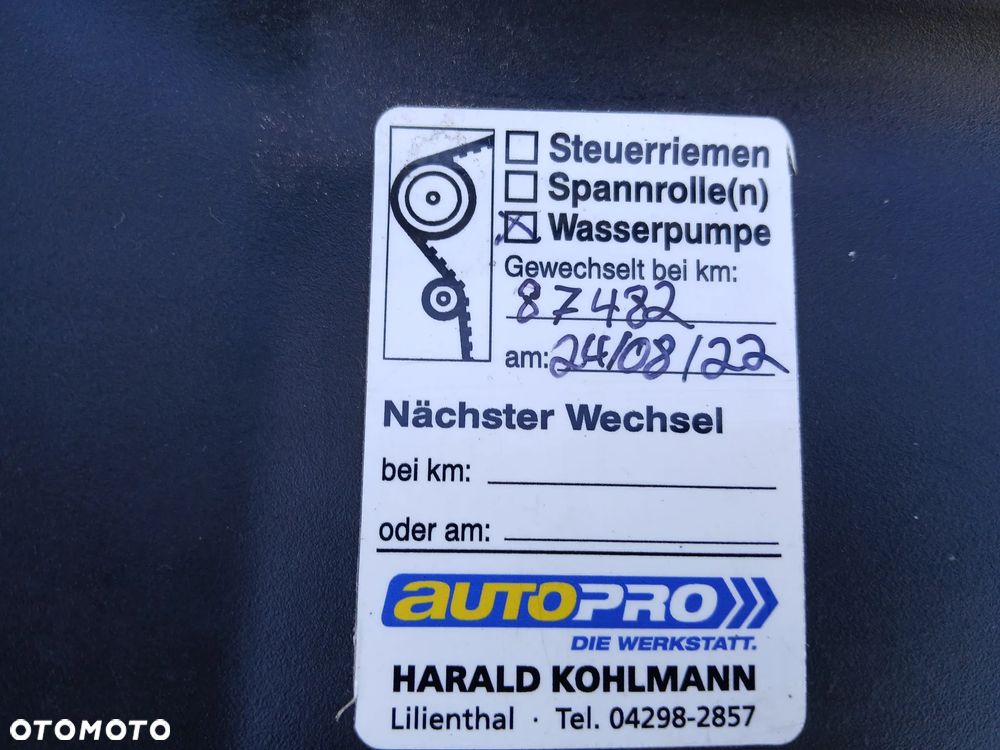 Steuerriemen
Spannrolle(n)
Wasserpumpe
Gewechselt bei km:
87482
am: 24/08/22
Nächster Wechsel
bei km:
oder am:
AUTOPRO
DIE WERKSTATT.
HARALD KOHLMANN
Lilienthal · Tel. 04298-2857
OTOMOTO